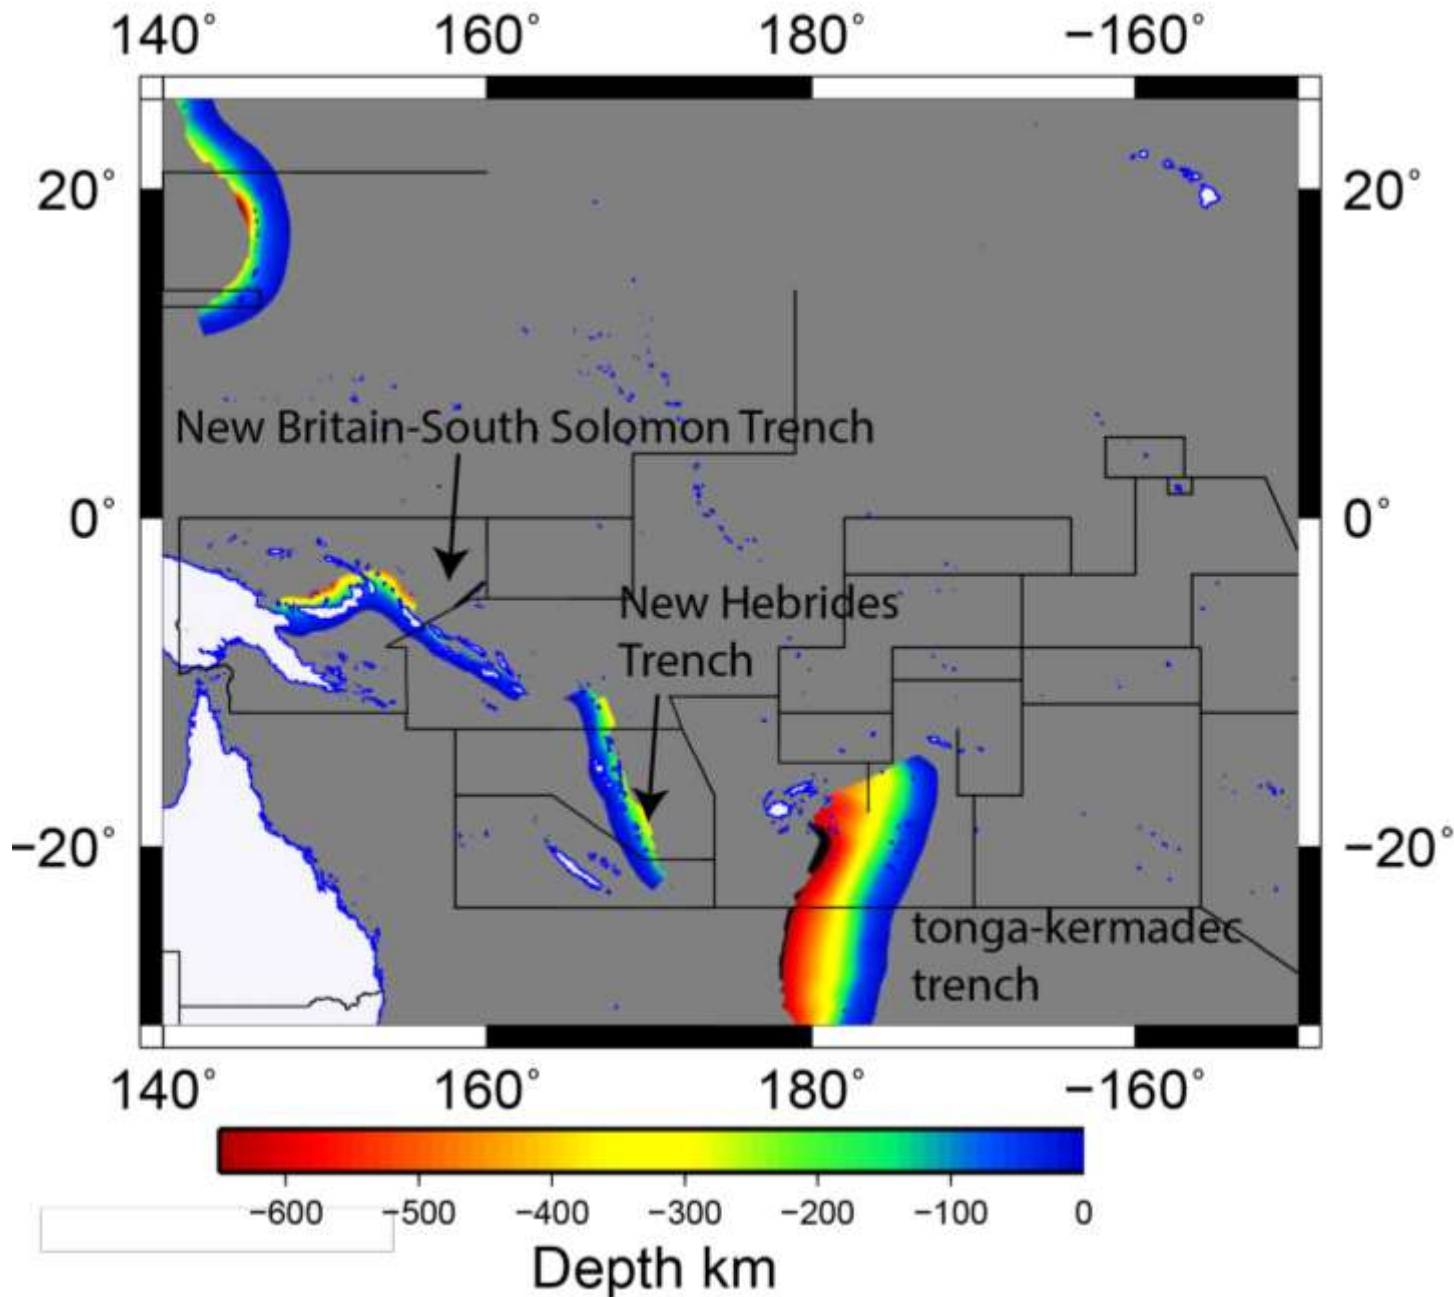 140° 160° 180° −160°
20° 20°
New Britain-South Solomon Trench
0° 0°
New Hebrides
Trench
−20° −20°
tonga-kermadec
trench
140° 160° 180° −160°
−600 −500 −400 −300 −200 −100 0
Depth km